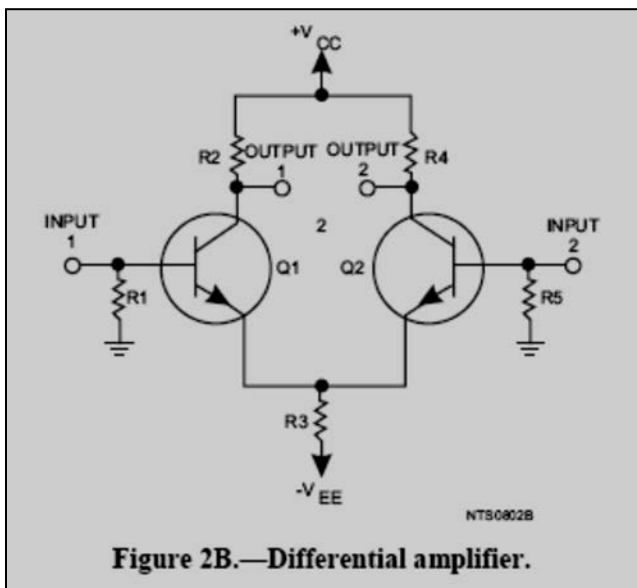 +V CC
R2
OUTPUT 1
OUTPUT 2
R4
INPUT 1
2
INPUT 2
Q1
Q2
R1
R5
R3
-V EE
NTS0802B
Figure 2B.—Differential amplifier.